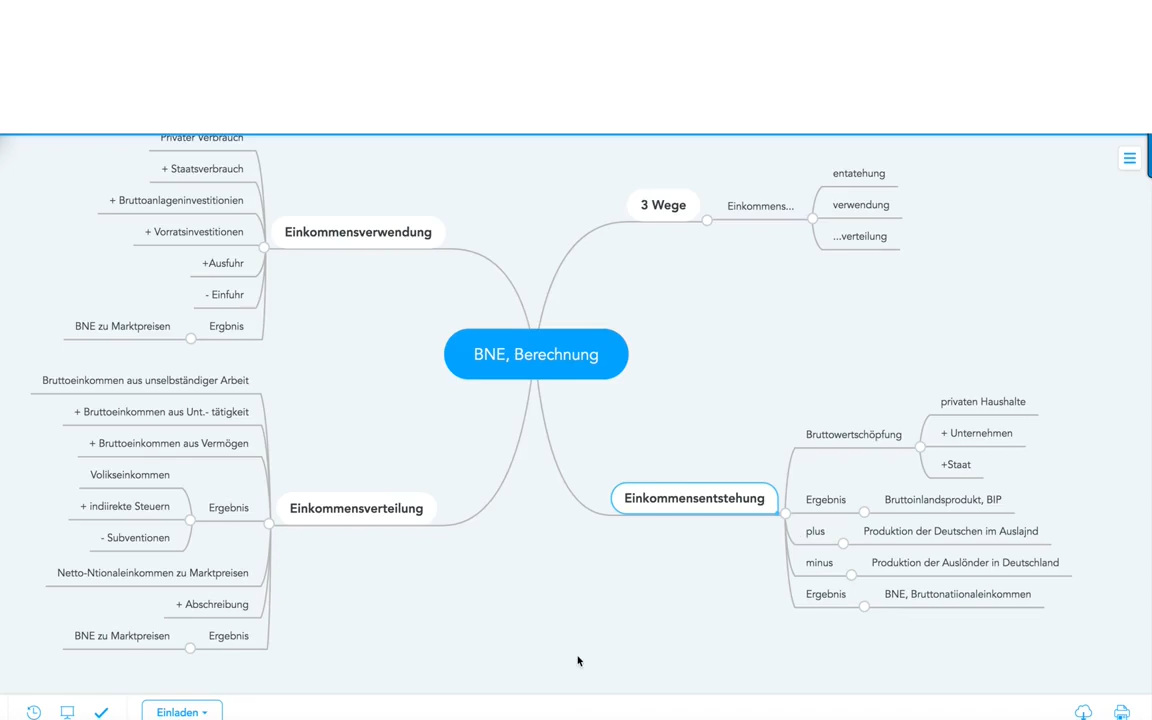 Privater Verbrauch
+ Staatsverbrauch
+ Bruttoanlageninvestitionen
+ Vorratsinvestitionen
+Ausfuhr
- Einfuhr
BNE zu Marktpreisen
Ergbnis
Einkommensverwendung
3 Wege
Einkommens...
entatehung
verwendung
...verteilung
BNE, Berechnung
Bruttoeinkommen aus unselbständiger Arbeit
+ Bruttoeinkommen aus Unt.- tätigkeit
+ Bruttoeinkommen aus Vermögen
Volikseinkommen
+ indiirekte Steuern
- Subventionen
Ergebnis
Netto-Ntionaleinkommen zu Marktpreisen
+ Abschreibung
BNE zu Marktpreisen
Ergebnis
Einkommensverteilung
Einkommensentstehung
Bruttowertschöpfung
privaten Haushalte
+ Unternehmen
+Staat
Ergebnis
Bruttoinlandsprodukt, BIP
plus
Produktion der Deutschen im Auslajnd
minus
Produktion der Auslönder in Deutschland
Ergebnis
BNE, Bruttonatiionaleinkommen
Einladen